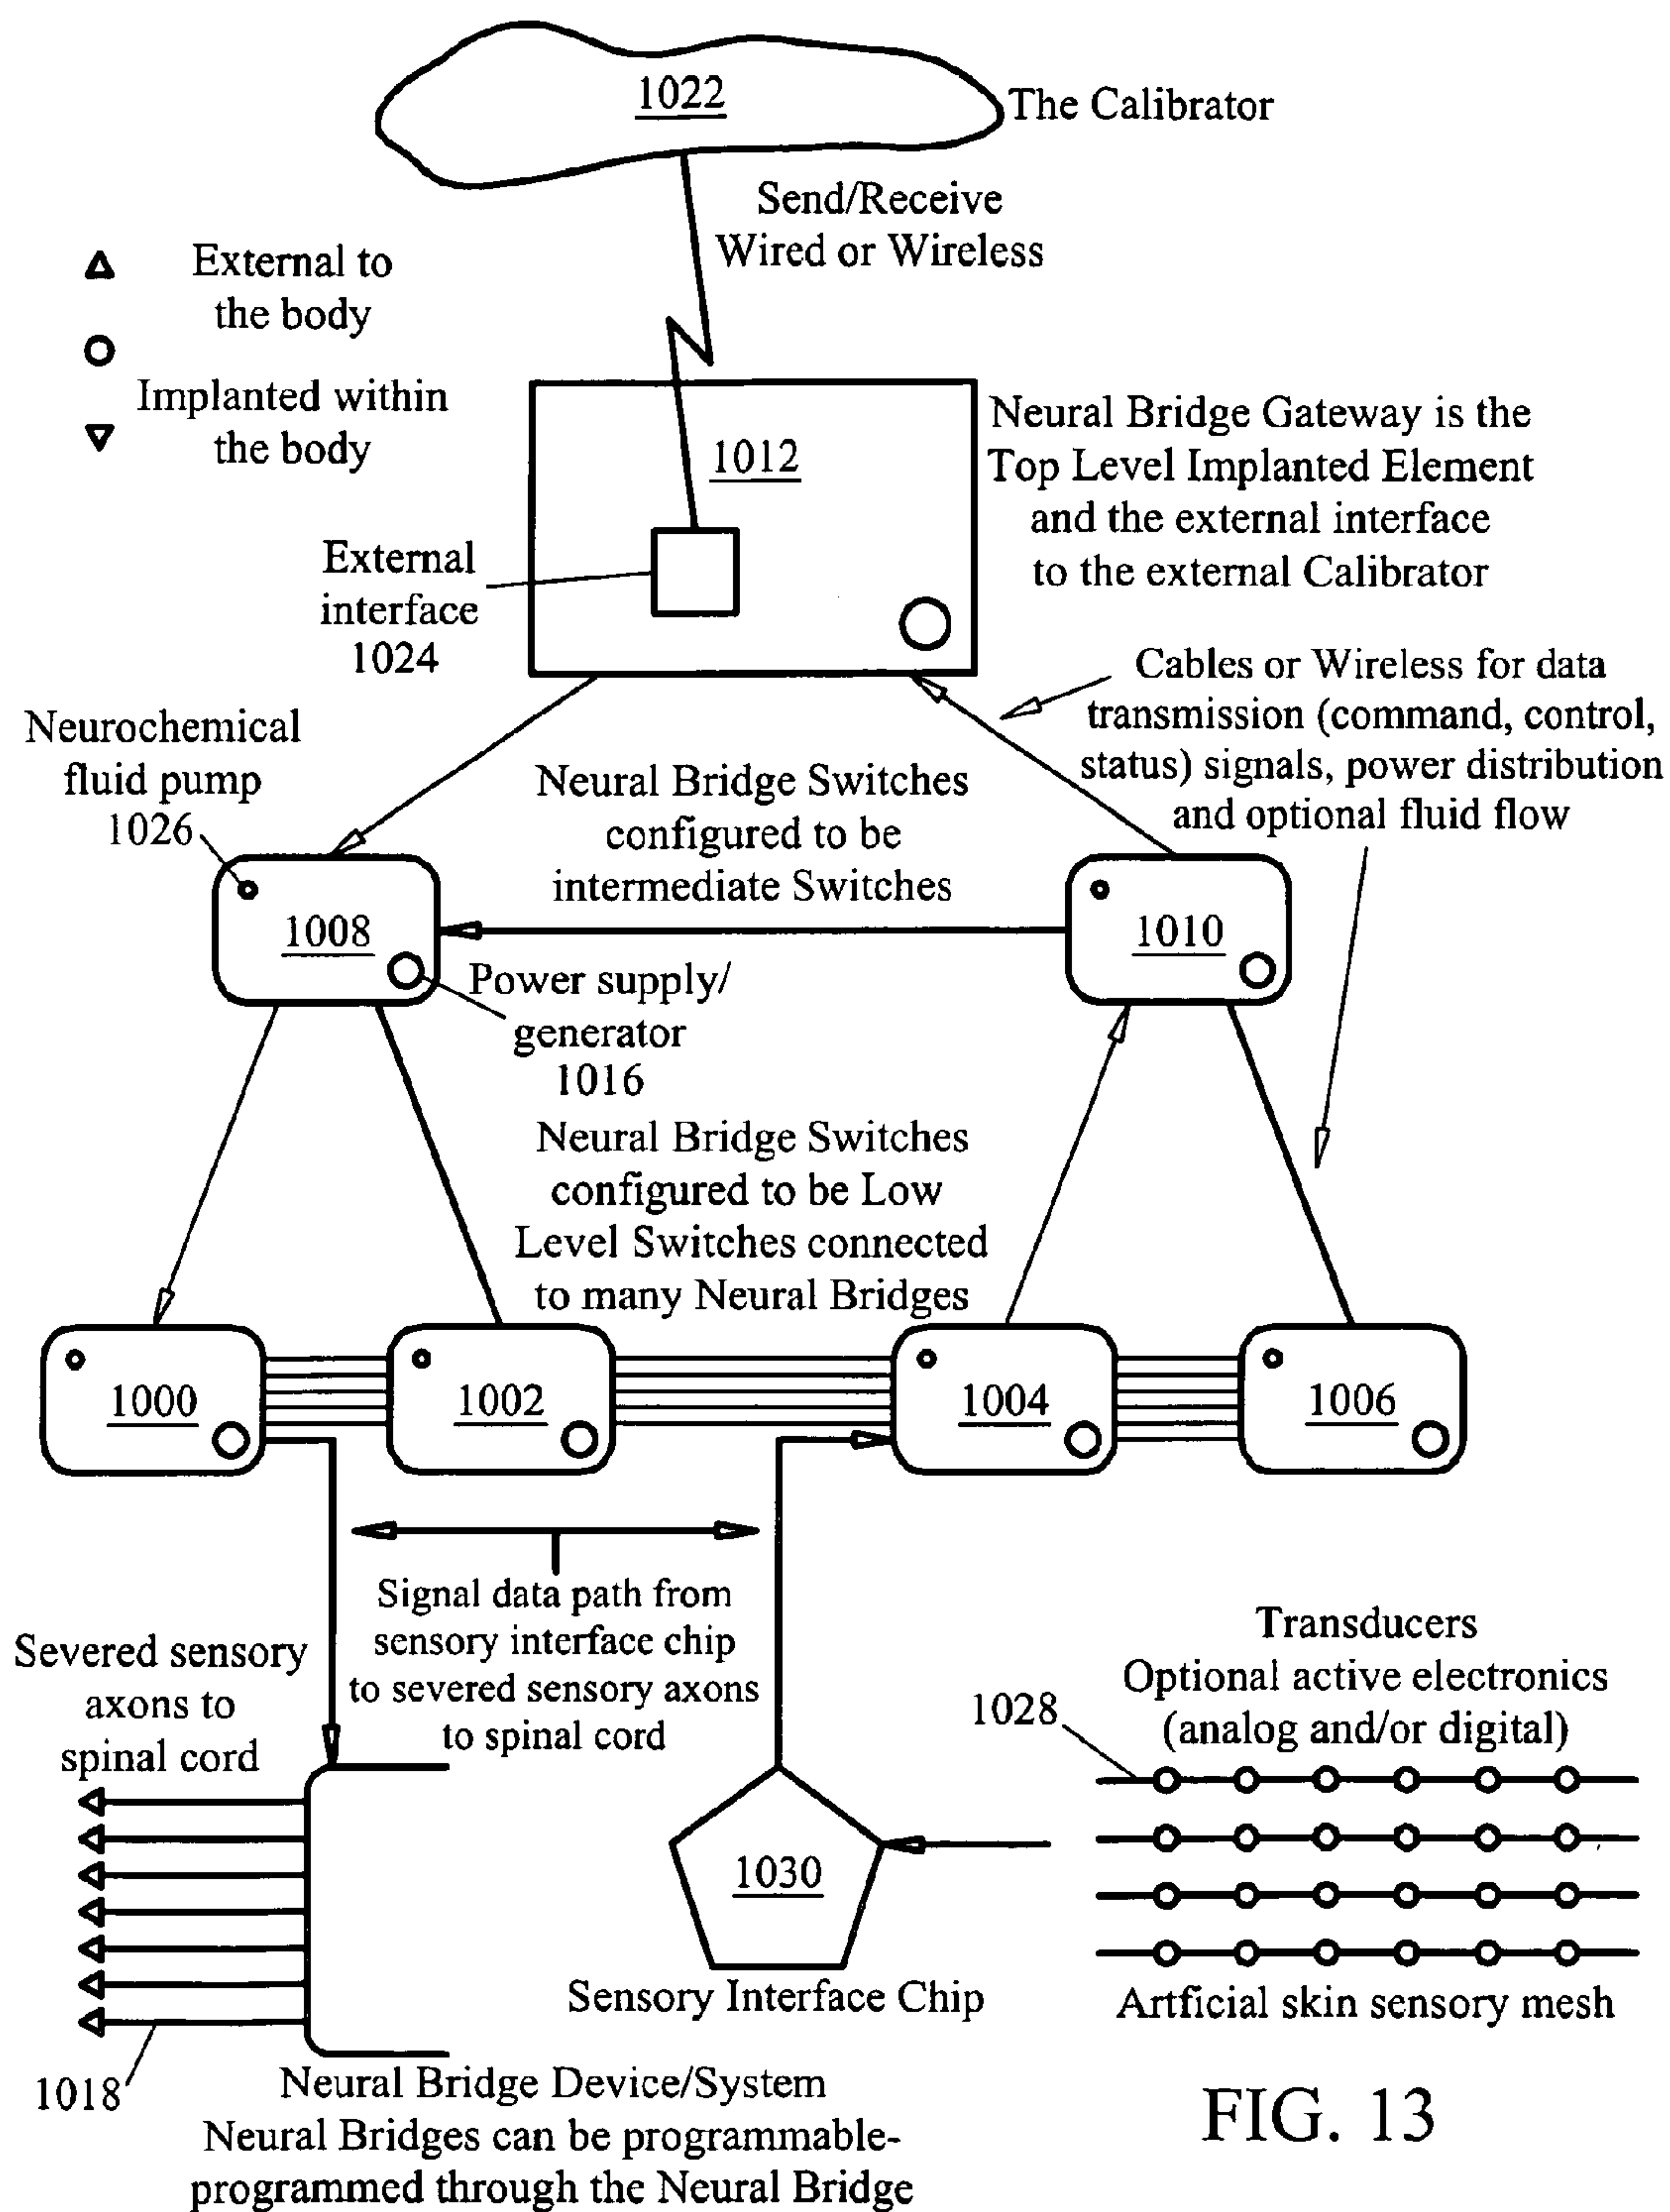 1022
The Calibrator
Send/Receive
Wired or Wireless
External to
the body
Implanted within
the body
1012
Neural Bridge Gateway is the
Top Level Implanted Element
and the external interface
to the external Calibrator
External
interface
1024
Cables or Wireless for data
transmission (command, control,
status) signals, power distribution
and optional fluid flow
Neurochemical
fluid pump
1026
Neural Bridge Switches
configured to be
intermediate Switches
1008
1010
Power supply/
generator
1016
Neural Bridge Switches
configured to be Low
Level Switches connected
to many Neural Bridges
1000
1002
1004
1006
Signal data path from
sensory interface chip
to severed sensory axons
to spinal cord
Severed sensory
axons to
spinal cord
Transducers
Optional active electronics
(analog and/or digital)
1028
1030
Sensory Interface Chip
Artficial skin sensory mesh
1018
Neural Bridge Device/System
Neural Bridges can be programmable-
programmed through the Neural Bridge
FIG. 13